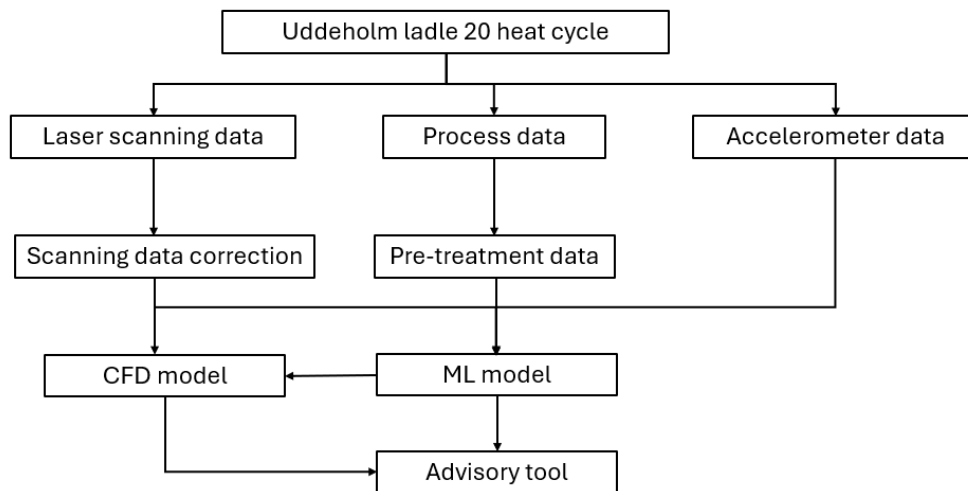 Uddeholm ladle 20 heat cycle
Laser scanning data
Process data
Accelerometer data
Scanning data correction
Pre-treatment data
CFD model
ML model
Advisory tool